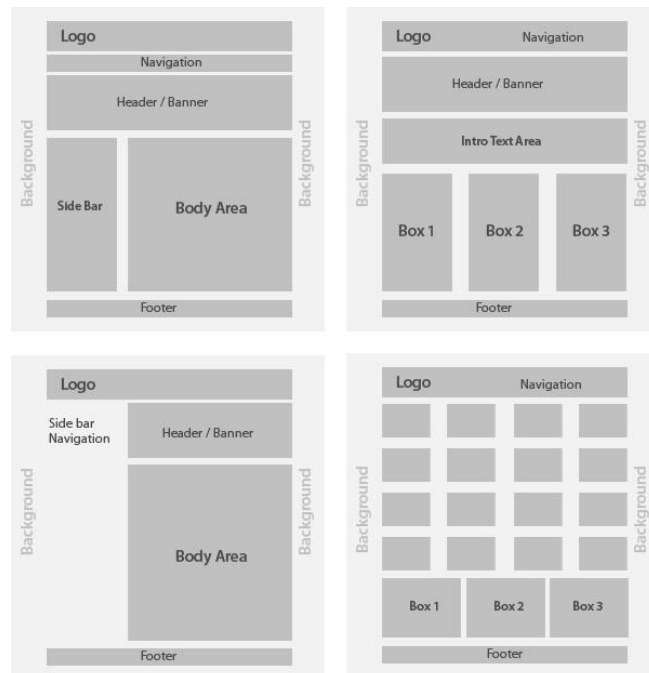 Logo
Navigation
Header / Banner
Background
Side Bar
Body Area
Background
Footer
Logo
Navigation
Header / Banner
Intro Text Area
Background
Box 1
Box 2
Box 3
Background
Footer
Logo
Side bar
Navigation
Header / Banner
Background
Body Area
Background
Footer
Logo
Navigation
Background
Background
Box 1
Box 2
Box 3
Footer